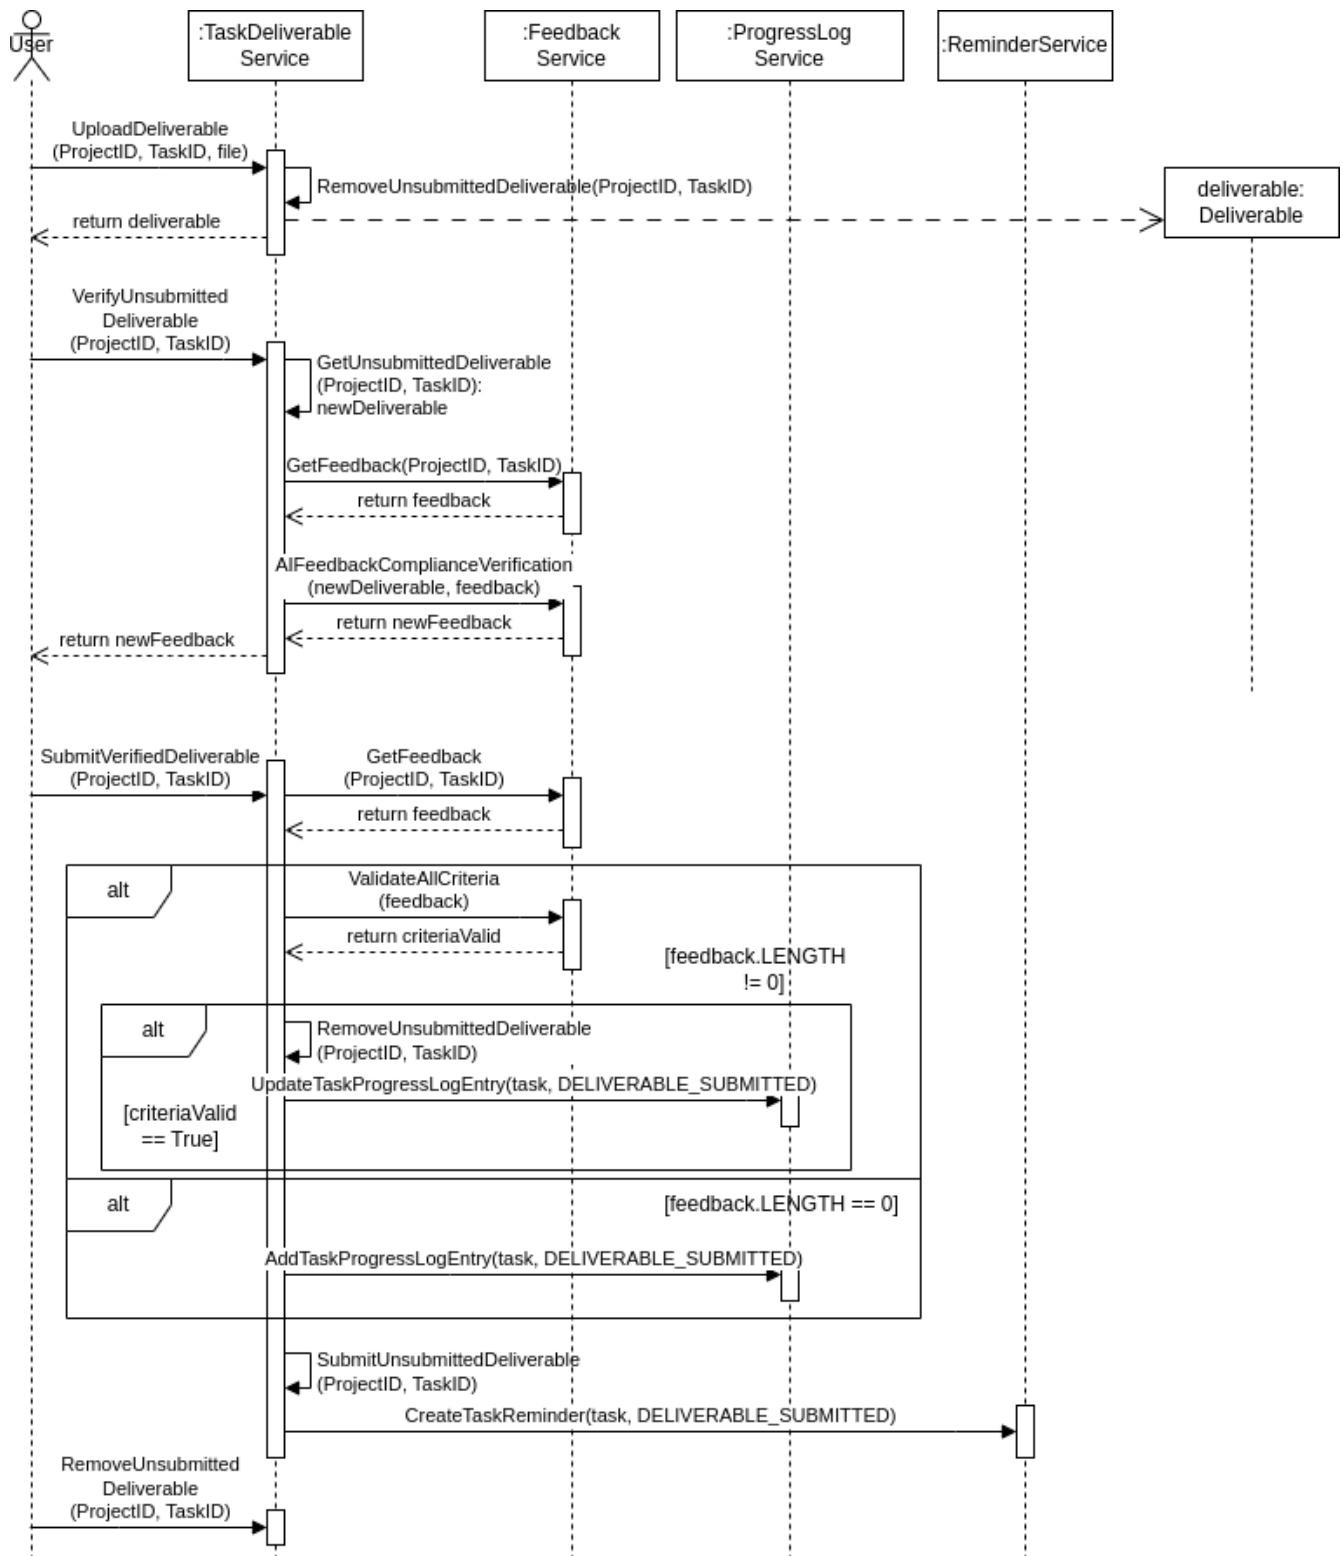 User
:TaskDeliverable
Service
:Feedback
Service
:ProgressLog
Service
:ReminderService
UploadDeliverable
(ProjectID, TaskID, file)
RemoveUnsubmittedDeliverable(ProjectID, TaskID)
deliverable:
Deliverable
return deliverable
VerifyUnsubmitted
Deliverable
(ProjectID, TaskID)
GetUnsubmittedDeliverable
(ProjectID, TaskID):
newDeliverable
GetFeedback(ProjectID, TaskID)
return feedback
AIFeedbackComplianceVerification
(newDeliverable, feedback)
return newFeedback
return newFeedback
SubmitVerifiedDeliverable
(ProjectID, TaskID)
GetFeedback
(ProjectID, TaskID)
return feedback
alt
ValidateAllCriteria
(feedback)
return criteriaValid
[feedback.LENGTH
!= 0]
alt
RemoveUnsubmittedDeliverable
(ProjectID, TaskID)
UpdateTaskProgressLogEntry(task, DELIVERABLE_SUBMITTED)
[criteriaValid
== True]
alt
[feedback.LENGTH == 0]
AddTaskProgressLogEntry(task, DELIVERABLE_SUBMITTED)
SubmitUnsubmittedDeliverable
(ProjectID, TaskID)
CreateTaskReminder(task, DELIVERABLE_SUBMITTED)
RemoveUnsubmitted
Deliverable
(ProjectID, TaskID)